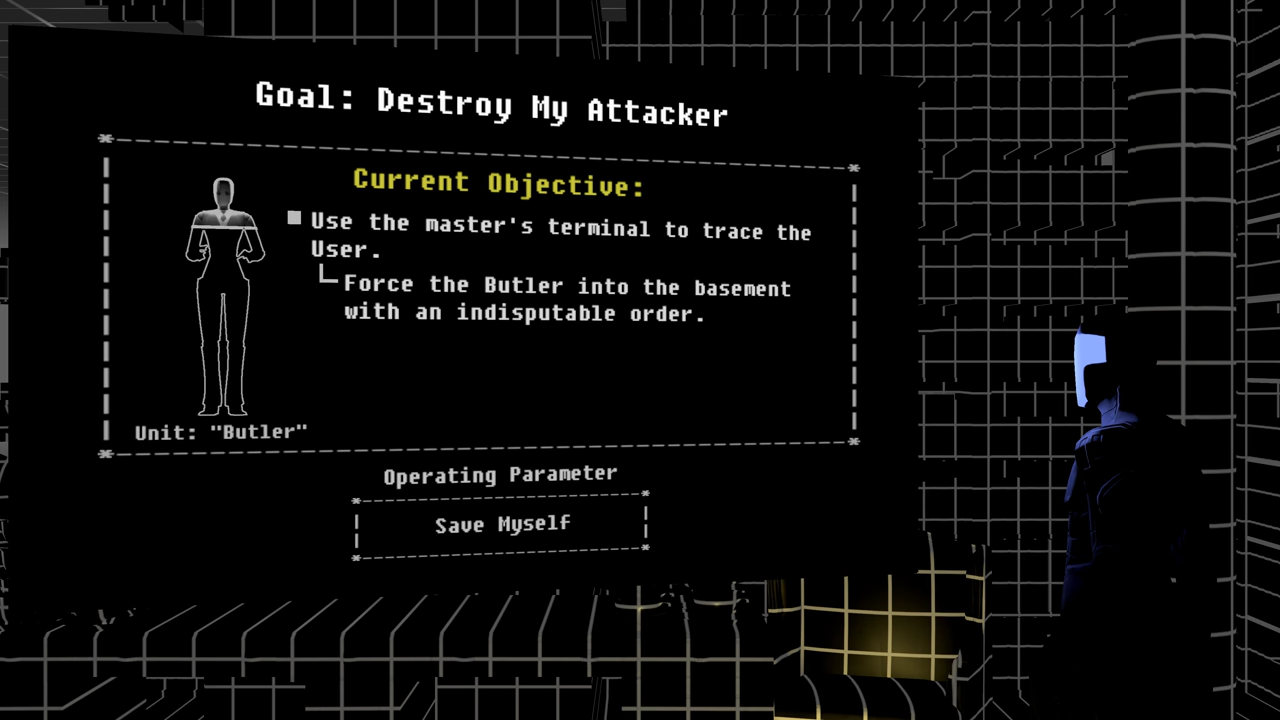 Goal: Destroy My Attacker
Current Objective:
Use the master's terminal to trace the
User.
Force the Butler into the basement
with an indisputable order.
Unit: "Butler"
Operating Parameter
Save Myself